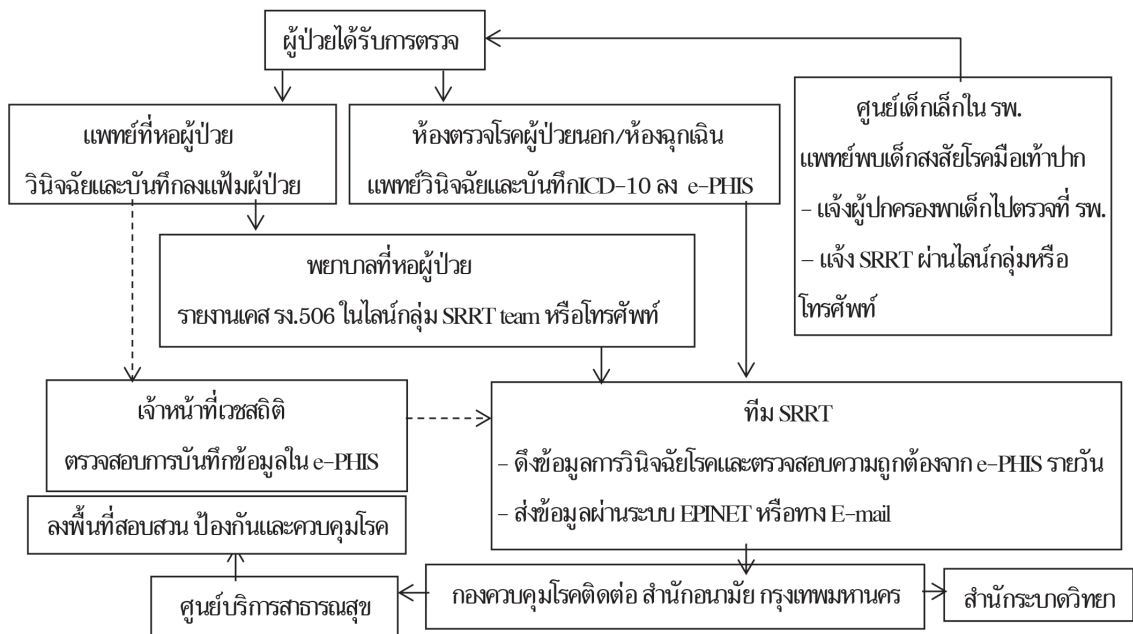 ผู้ป่วยได้รับการตรวจ
แพทย์ที่หอผู้ป่วย
วินิจฉัยและบันทึกลงแฟ้มผ้ป่วย
ห้องตรวจโรคผู้ป่วยนอก/ห้องฉุกเฉิน
แพทย์วินิจฉัยและบันทึกICD-10 ลง e-PHIS
ศูนย์เด็กเล็กใน รพ.
แพทย์พบเด็กสงสัยโรคมือเท้าปาก
- แจ้งผู้ปกครองพาเด็กไปตรวจที่ รพ.
- แจ้ง SRRT ผ่านไลน์กลุ่มหรือ
โทรศัพท์
พยาบาลที่หอผู้ป่วย
รายงานเคส รง.506 ในไลน์กลุ่ม SRRT team หรือโทรศัพท์
เจ้าหน้าที่เวชสถิติ
ตรวจสอบการบันทึกข้อมูลใน e-PHIS
ทีม SRRT
- ดึงข้อมูลการวินิจฉัยโรคและตรวจสอบความถูกต้องจาก e-PHIS รายวัน
- ส่งข้อมูลผ่านระบบ EPINET หรือทาง E-mail
ลงพื้นที่สอบสวน ป้องกันและควบคุมโรค
ศูนย์บริการสาธารณสุข
กองควบคุมโรคติดต่อ สำนักอนามัย กรุงเทพมหานคร
สำนักระบาดวิทยา